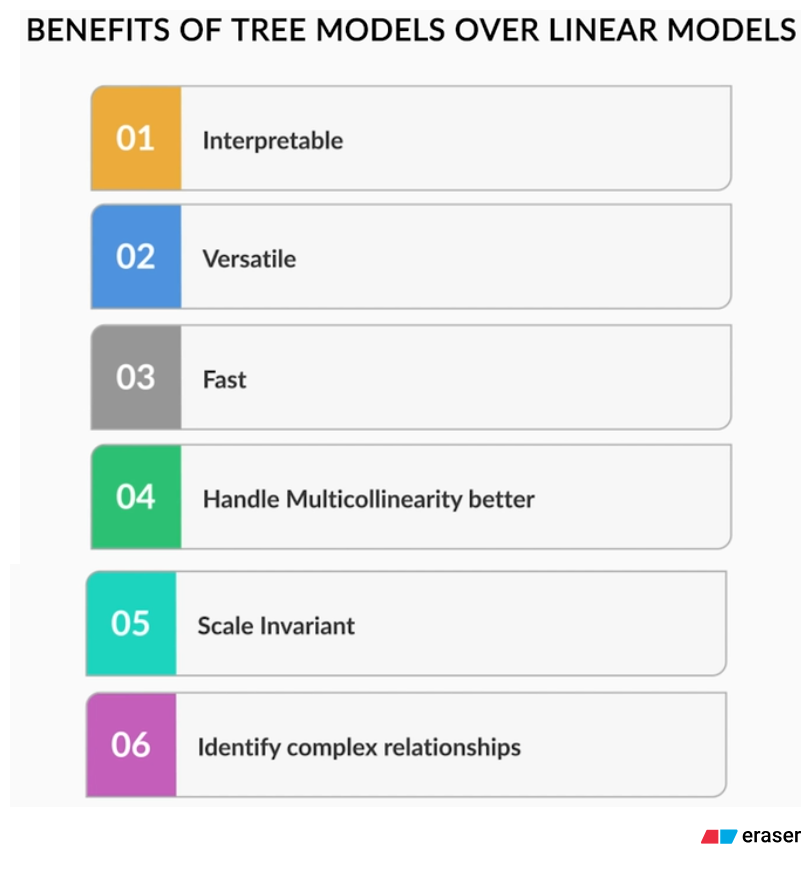 BENEFITS OF TREE MODELS OVER LINEAR MODELS
01 Interpretable
02 Versatile
03 Fast
04 Handle Multicollinearity better
05 Scale Invariant
06 Identify complex relationships
eraser